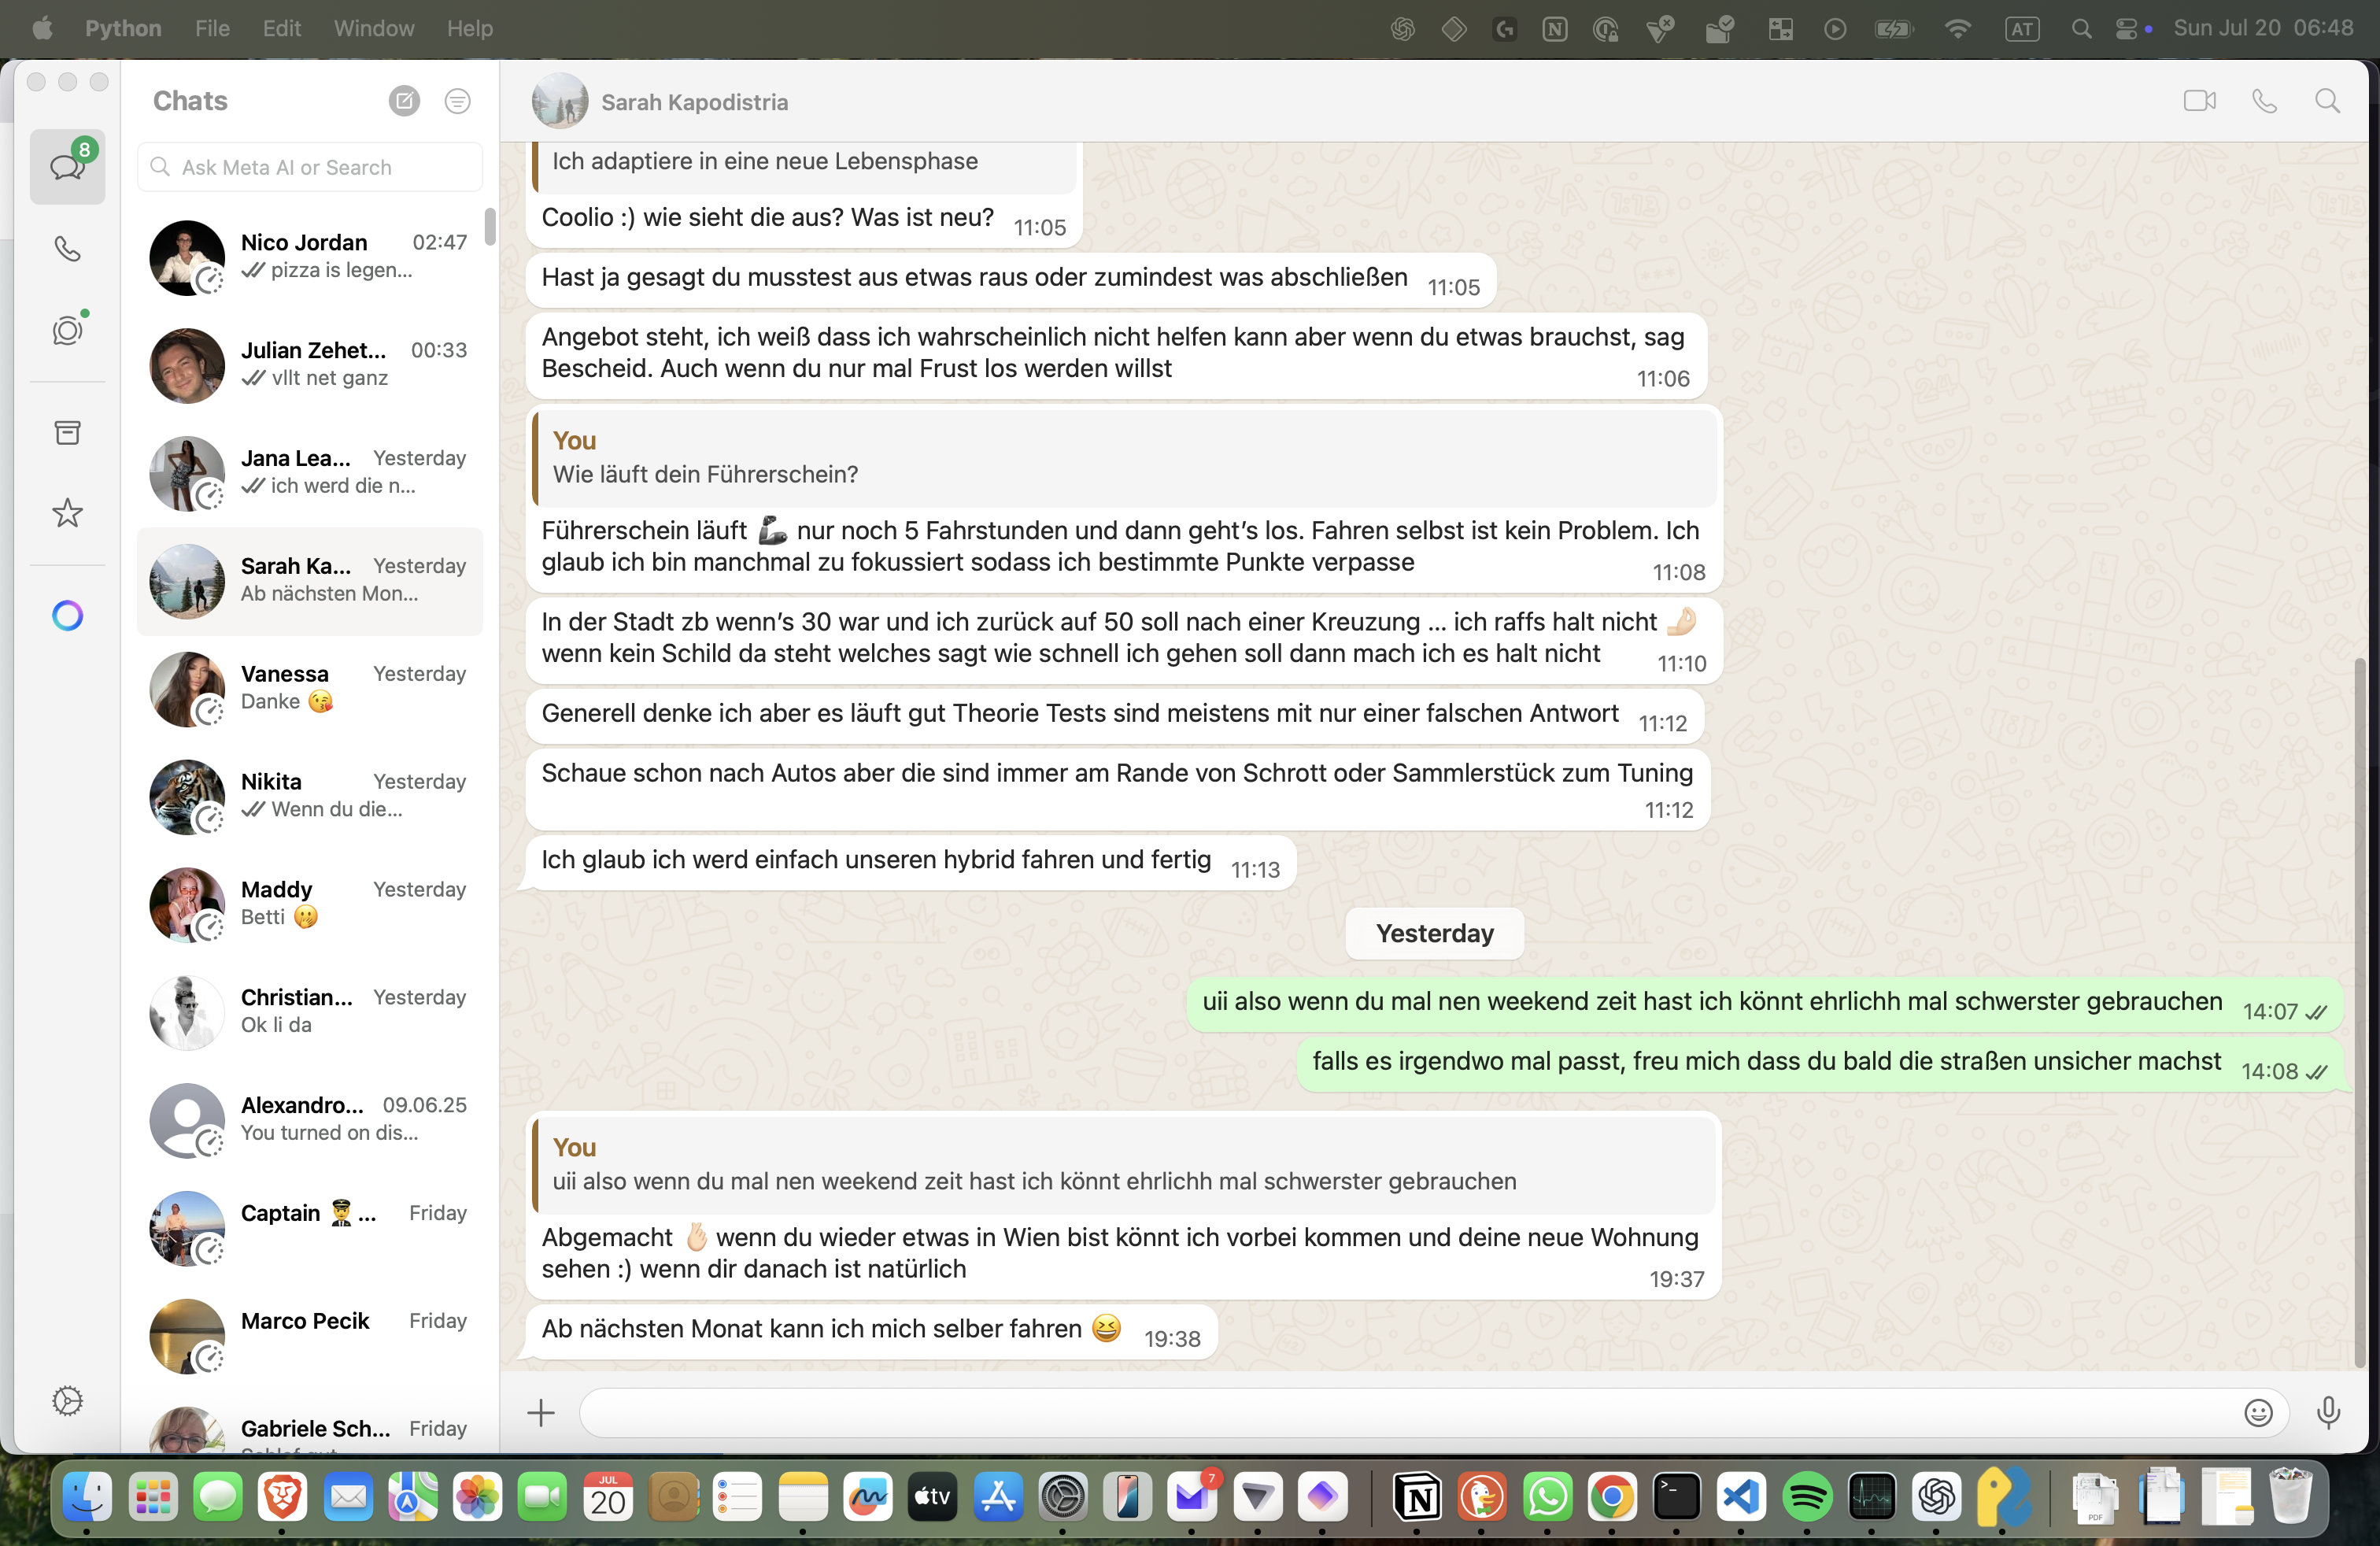 Python File Edit Window Help
AT Sun Jul 20 06:48
8
Chats
Ask Meta AI or Search
Nico Jordan 02:47
pizza is legen...
Julian Zehet... 00:33
vllt net ganz
Jana Lea... Yesterday
ich werd die n...
Sarah Ka... Yesterday
Ab nächsten Mon...
Vanessa Yesterday
Danke 😘
Nikita Yesterday
Wenn du die...
Maddy Yesterday
Betti 🫢
Christian... Yesterday
Ok li da
Alexandro... 09.06.25
You turned on dis...
Captain 👨‍✈️ ... Friday
Marco Pecik Friday
Gabriele Sch... Friday
Sarah Kapodistria
Ich adaptiere in eine neue Lebensphase
Coolio :) wie sieht die aus? Was ist neu? 11:05
Hast ja gesagt du musstest aus etwas raus oder zumindest was abschließen 11:05
Angebot steht, ich weiß dass ich wahrscheinlich nicht helfen kann aber wenn du etwas brauchst, sag
Bescheid. Auch wenn du nur mal Frust los werden willst 11:06
You
Wie läuft dein Führerschein?
Führerschein läuft 🦾 nur noch 5 Fahrstunden und dann geht’s los. Fahren selbst ist kein Problem. Ich
glaub ich bin manchmal zu fokussiert sodass ich bestimmte Punkte verpasse 11:08
In der Stadt zb wenn’s 30 war und ich zurück auf 50 soll nach einer Kreuzung ... ich raffs halt nicht 🤌🏻
wenn kein Schild da steht welches sagt wie schnell ich gehen soll dann mach ich es halt nicht 11:10
Generell denke ich aber es läuft gut Theorie Tests sind meistens mit nur einer falschen Antwort 11:12
Schaue schon nach Autos aber die sind immer am Rande von Schrott oder Sammlerstück zum Tuning
11:12
Ich glaub ich werd einfach unseren hybrid fahren und fertig 11:13
Yesterday
uii also wenn du mal nen weekend zeit hast ich könnt ehrlichh mal schwerster gebrauchen 14:07
falls es irgendwo mal passt, freu mich dass du bald die straßen unsicher machst 14:08
You
uii also wenn du mal nen weekend zeit hast ich könnt ehrlichh mal schwerster gebrauchen
Abgemacht 🫰🏻 wenn du wieder etwas in Wien bist könnt ich vorbei kommen und deine neue Wohnung
sehen :) wenn dir danach ist natürlich 19:37
Ab nächsten Monat kann ich mich selber fahren 😆 19:38
JUL
20
tv
7
PDF